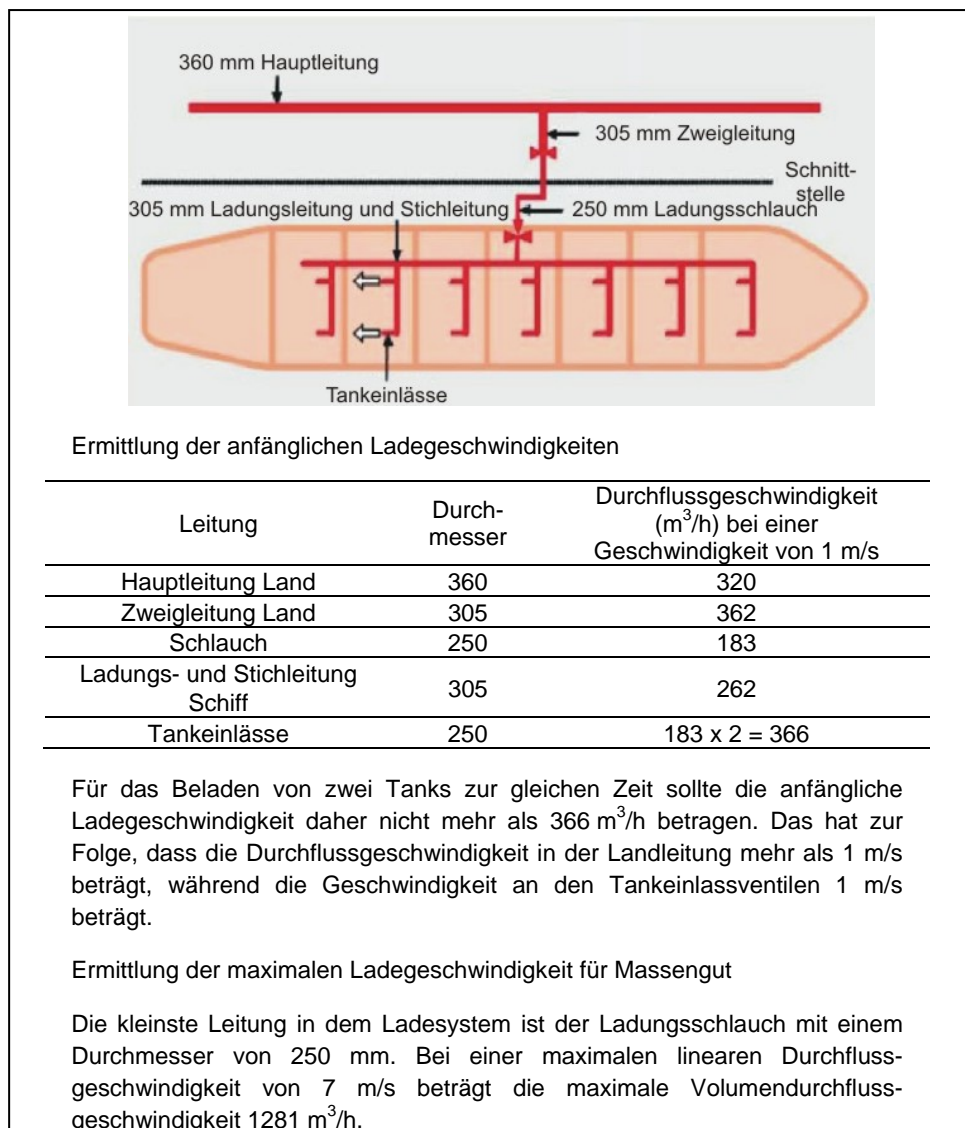 360 mm Hauptleitung
305 mm Zweigleitung
Schnitt-
stelle
305 mm Ladungsleitung und Stichleitung
250 mm Ladungsschlauch
Tankeinlässe
Ermittlung der anfänglichen Ladegeschwindigkeiten
Leitung
Durch-
messer
Durchflussgeschwindigkeit
(m³/h) bei einer
Geschwindigkeit von 1 m/s
Hauptleitung Land 360 320
Zweigleitung Land 305 362
Schlauch 250 183
Ladungs- und Stichleitung
Schiff 305 262
Tankeinlässe 250 183 x 2 = 366
Für das Beladen von zwei Tanks zur gleichen Zeit sollte die anfängliche
Ladegeschwindigkeit daher nicht mehr als 366 m³/h betragen. Das hat zur
Folge, dass die Durchflussgeschwindigkeit in der Landleitung mehr als 1 m/s
beträgt, während die Geschwindigkeit an den Tankeinlassventilen 1 m/s
beträgt.
Ermittlung der maximalen Ladegeschwindigkeit für Massengut
Die kleinste Leitung in dem Ladesystem ist der Ladungsschlauch mit einem
Durchmesser von 250 mm. Bei einer maximalen linearen Durchfluss-
geschwindigkeit von 7 m/s beträgt die maximale Volumendurchfluss-
geschwindigkeit 1281 m³/h.